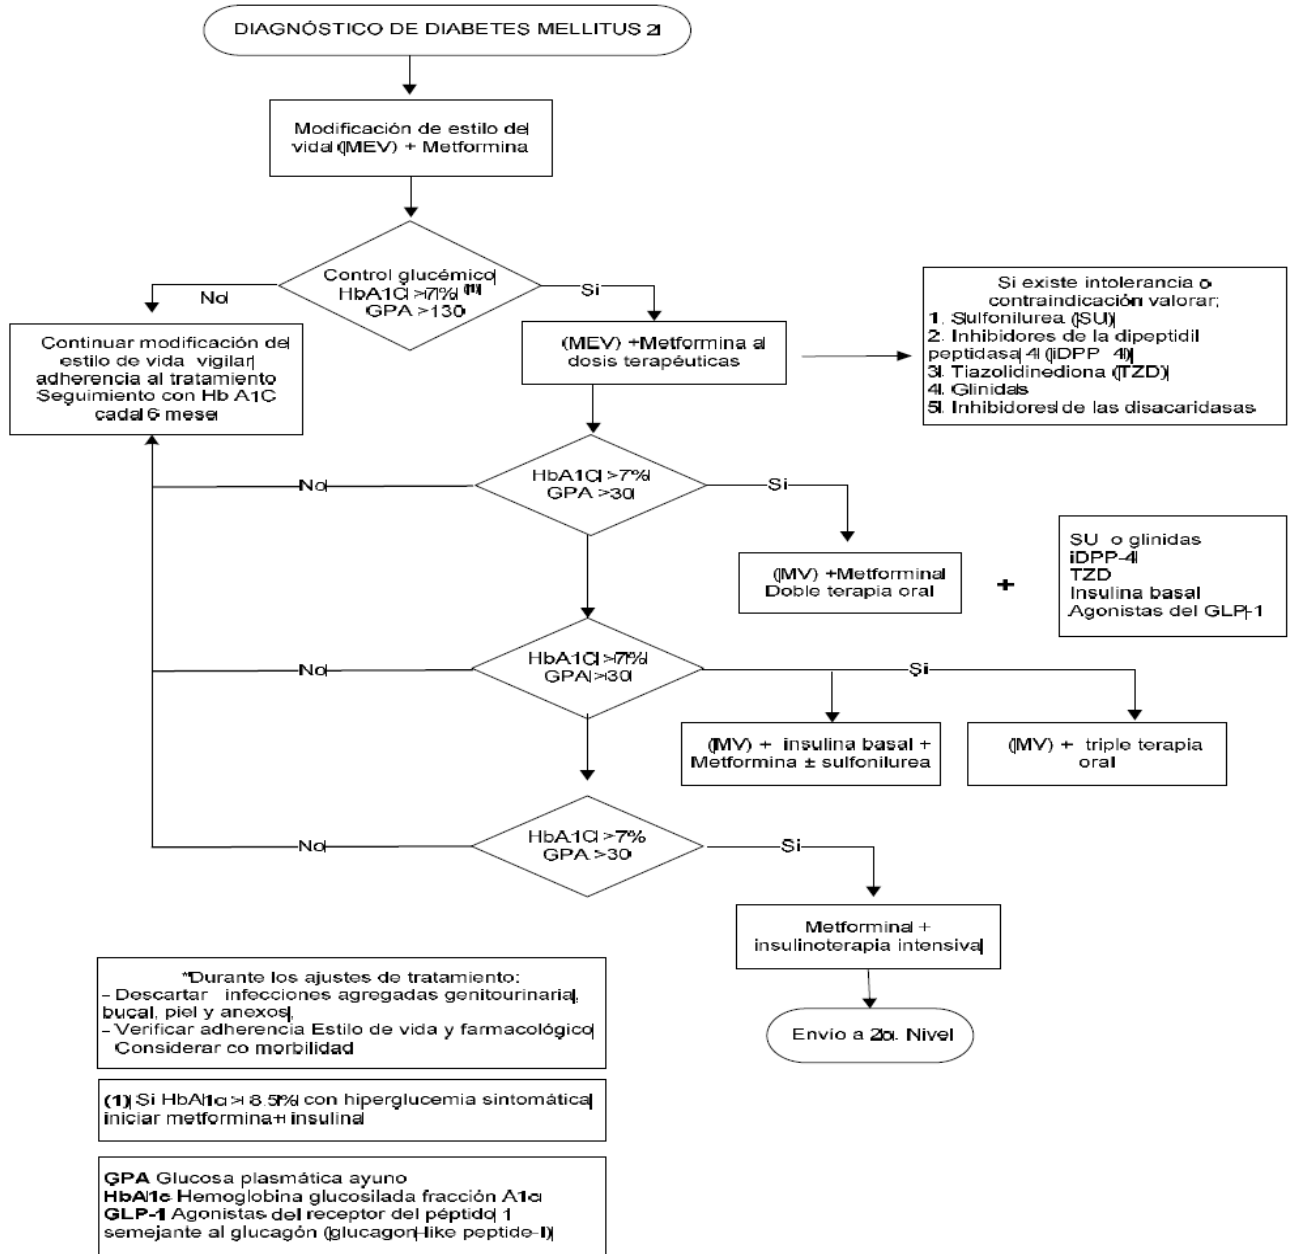 DIAGNÓSTICO DE DIABETES MELLITUS 2
Modificación de estilo de
vida (MEV) + Metformina
Control glucémico
HbA1C >7% (1)
GPA >130
No
Si
Continuar modificación de
estilo de vida vigilar
adherencia al tratamiento
Seguimiento con Hb A1C
cada 6 mese
(MEV) +Metformina a
dosis terapéuticas
Si existe intolerancia o
contraindicación valorar;
1. Sulfonilurea (SU)
2. Inhibidores de la dipeptidil
peptidasa 4 (iDPP 4)
3. Tiazolidinediona (TZD)
4. Glinidas
5. Inhibidores de las disacaridasas
HbA1C >7%
GPA >30
No
Si
(MV) +Metformina
Doble terapia oral
+
SU o glinidas
iDPP-4
TZD
Insulina basal
Agonistas del GLP-1
HbA1C >7%
GPA >30
No
Si
(MV) + insulina basal +
Metformina ± sulfonilurea
(MV) + triple terapia
oral
HbA1C >7%
GPA >30
No
Si
Metformina +
insulinoterapia intensiva
Envío a 2o. Nivel
*Durante los ajustes de tratamiento:
- Descartar infecciones agregadas genitourinaria,
bucal, piel y anexos,
- Verificar adherencia Estilo de vida y farmacológico
Considerar co morbilidad
(1) Si HbA1c > 8.5% con hiperglucemia sintomática
iniciar metformina+ insulina
GPA Glucosa plasmática ayuno
HbA1c Hemoglobina glucosilada fracción A1c
GLP-1 Agonistas del receptor del péptido 1
semejante al glucagón (glucagon-like peptide-I)